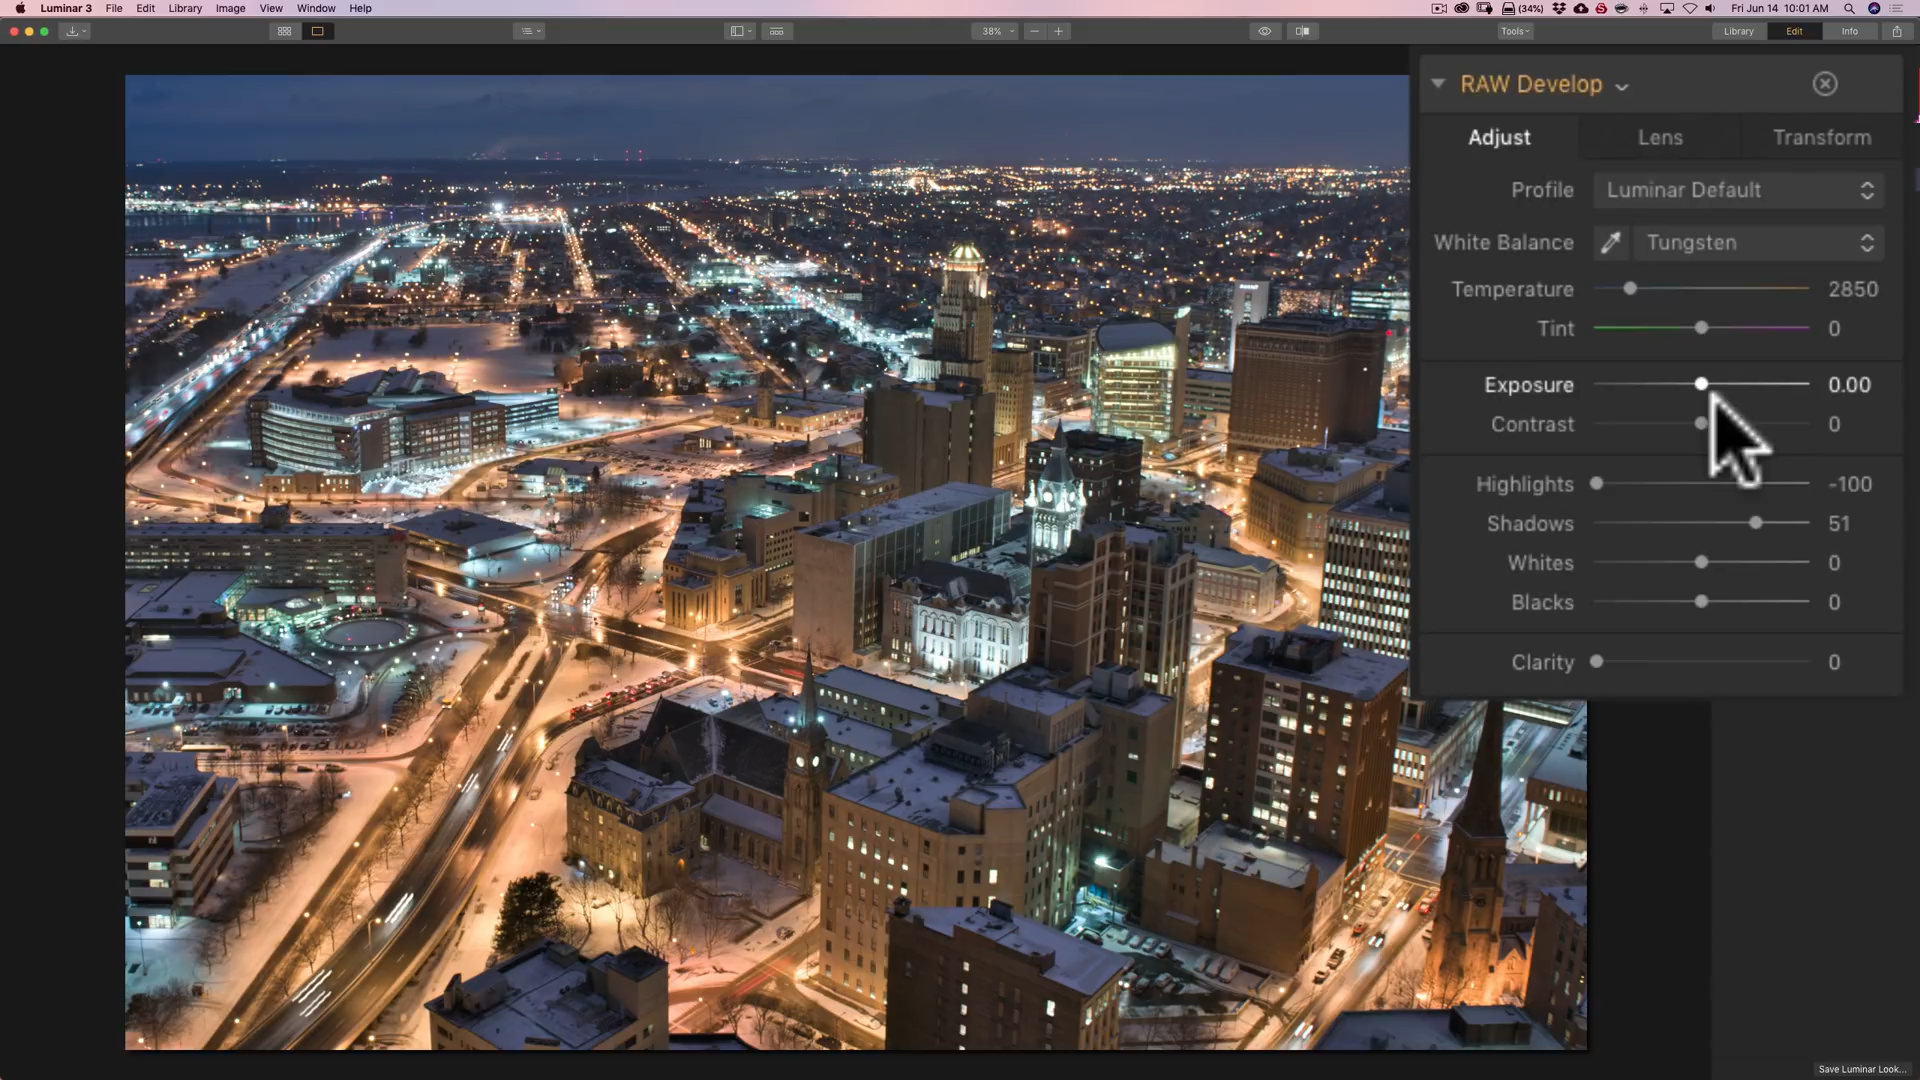 Luminar 3 File Edit Library Image View Window Help (34%) Fri Jun 14 10:01 AM
38% Tools Library Edit Info
RAW Develop
Adjust Lens Transform
Profile Luminar Default
White Balance Tungsten
Temperature 2850
Tint 0
Exposure 0.00
Contrast 0
Highlights -100
Shadows 51
Whites 0
Blacks 0
Clarity 0
Save Luminar Look...